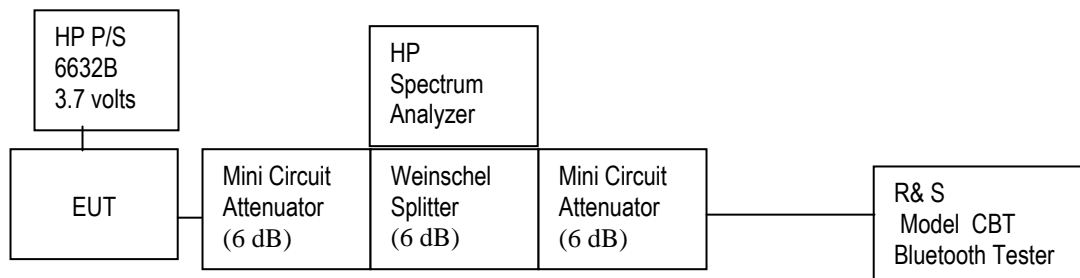 HP P/S
6632B
3.7 volts
HP
Spectrum
Analyzer
EUT
Mini Circuit
Attenuator
(6 dB)
Weinschel
Splitter
(6 dB)
Mini Circuit
Attenuator
(6 dB)
R& S
Model CBT
Bluetooth Tester